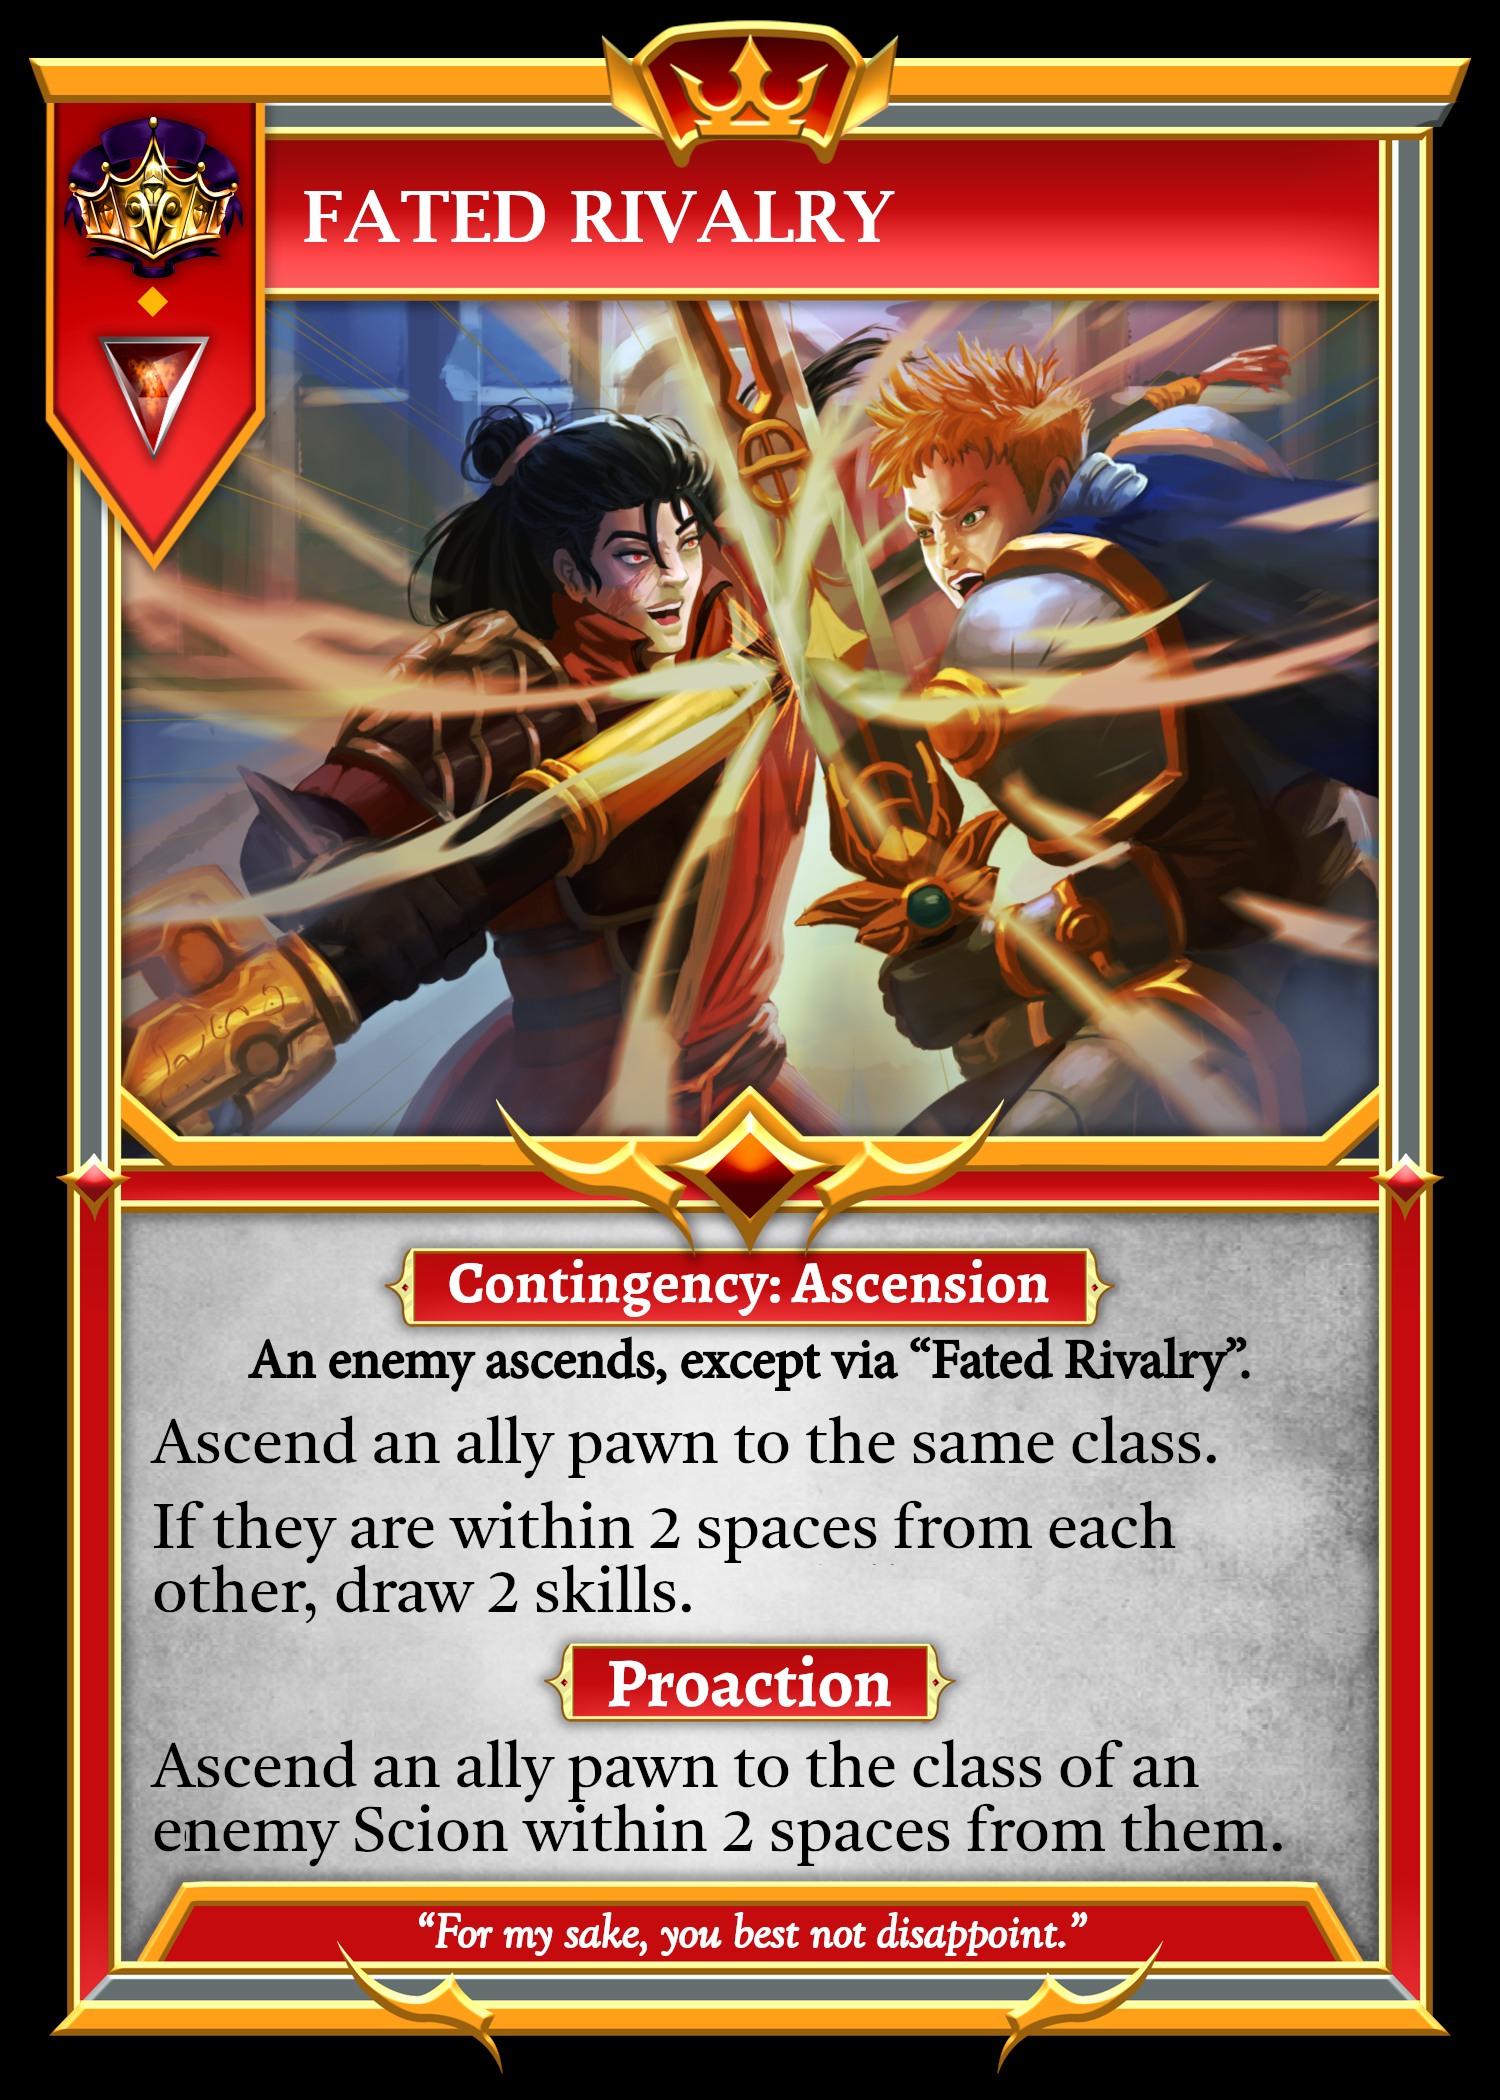 FATED RIVALRY
Contingency: Ascension
An enemy ascends, except via “Fated Rivalry”.
Ascend an ally pawn to the same class.
If they are within 2 spaces from each
other, draw 2 skills.
Proaction
Ascend an ally pawn to the class of an
enemy Scion within 2 spaces from them.
“For my sake, you best not disappoint.”